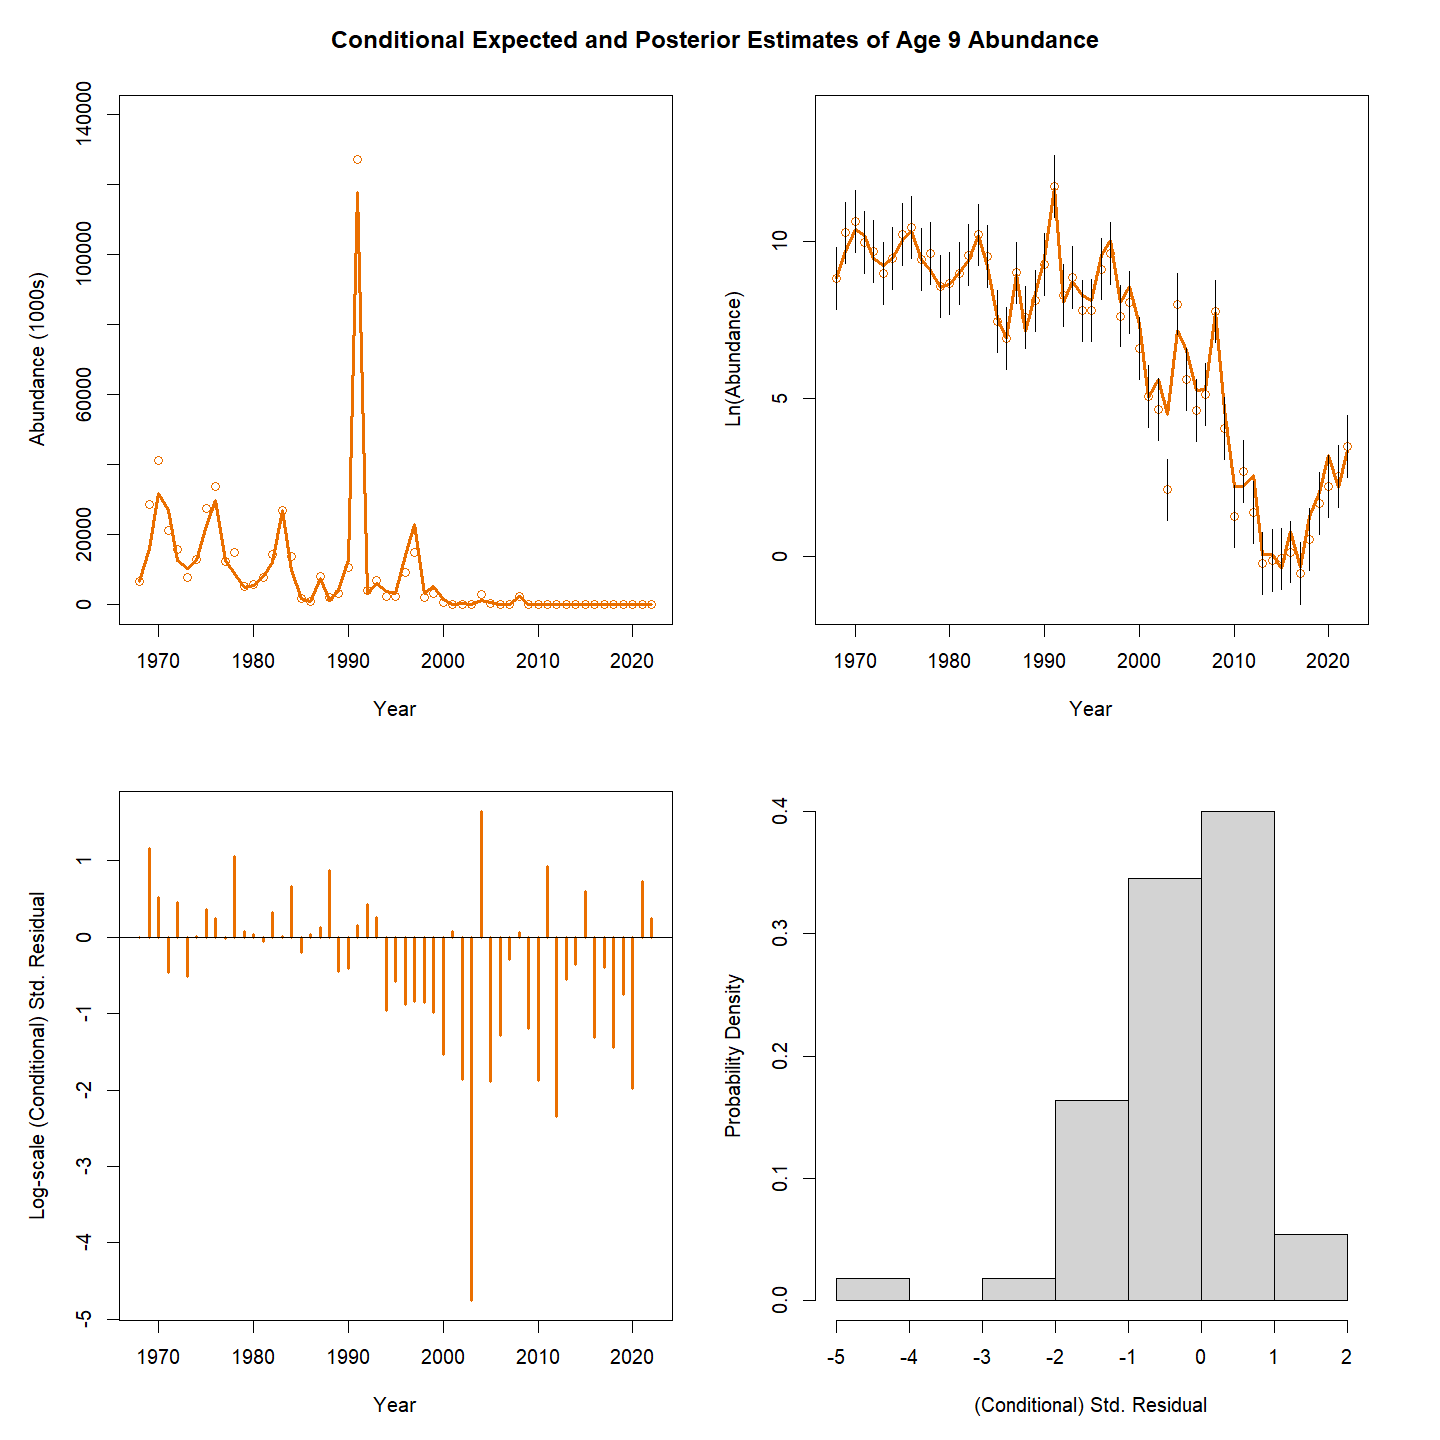 Conditional Expected and Posterior Estimates of Age 9 Abundance
Abundance (1000s)
0
20000
60000
100000
140000
1970 1980 1990 2000 2010 2020
Year
Ln(Abundance)
0
5
10
1970 1980 1990 2000 2010 2020
Year
Log-scale (Conditional) Std. Residual
-5
-4
-3
-2
-1
0
1
1970 1980 1990 2000 2010 2020
Year
Probability Density
0.0
0.1
0.2
0.3
0.4
-5 -4 -3 -2 -1 0 1 2
(Conditional) Std. Residual